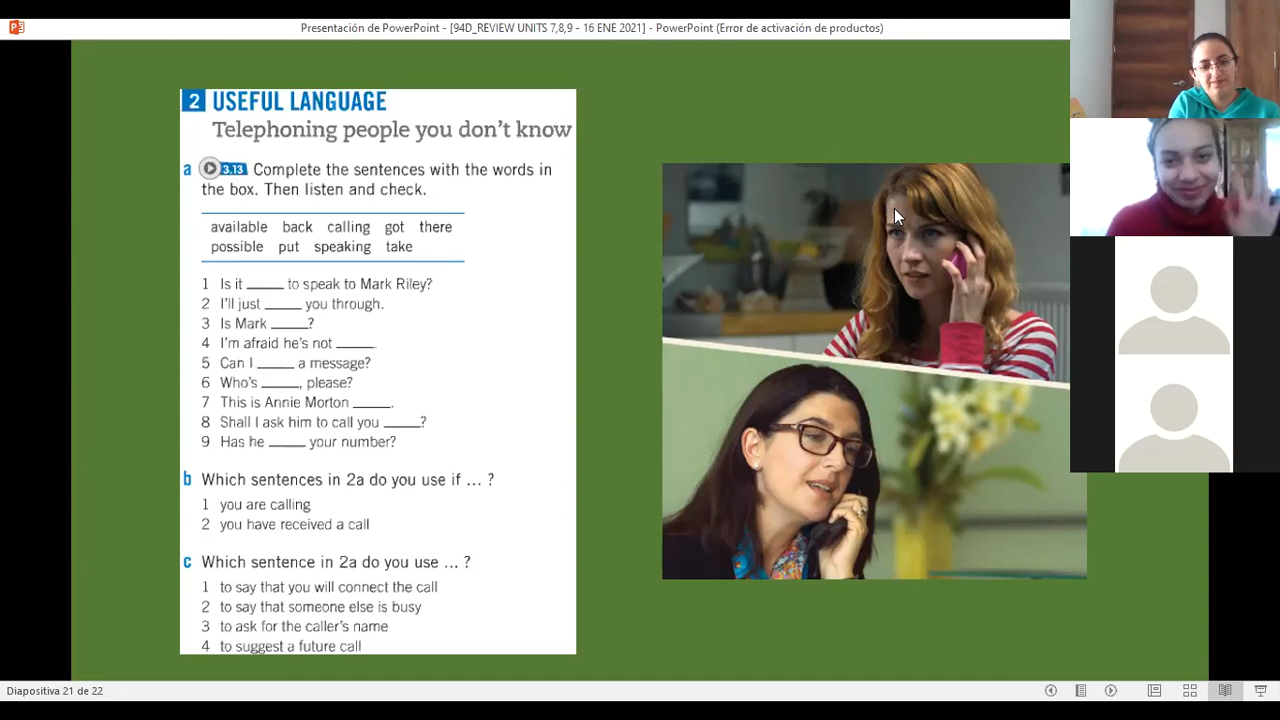 Presentación de PowerPoint - [94D_REVIEW UNITS 7,8,9 - 16 ENE 2021] - PowerPoint (Error de activación de productos)
2 USEFUL LANGUAGE
Telephoning people you don't know
a 3.13 Complete the sentences with the words in
the box. Then listen and check.
available back calling got there
possible put speaking take
1 Is it _____ to speak to Mark Riley?
2 I'll just _____ you through.
3 Is Mark _____?
4 I'm afraid he's not _____.
5 Can I _____ a message?
6 Who's _____, please?
7 This is Annie Morton _____.
8 Shall I ask him to call you _____?
9 Has he _____ your number?
b Which sentences in 2a do you use if … ?
1 you are calling
2 you have received a call
c Which sentence in 2a do you use … ?
1 to say that you will connect the call
2 to say that someone else is busy
3 to ask for the caller's name
4 to suggest a future call
Diapositiva 21 de 22